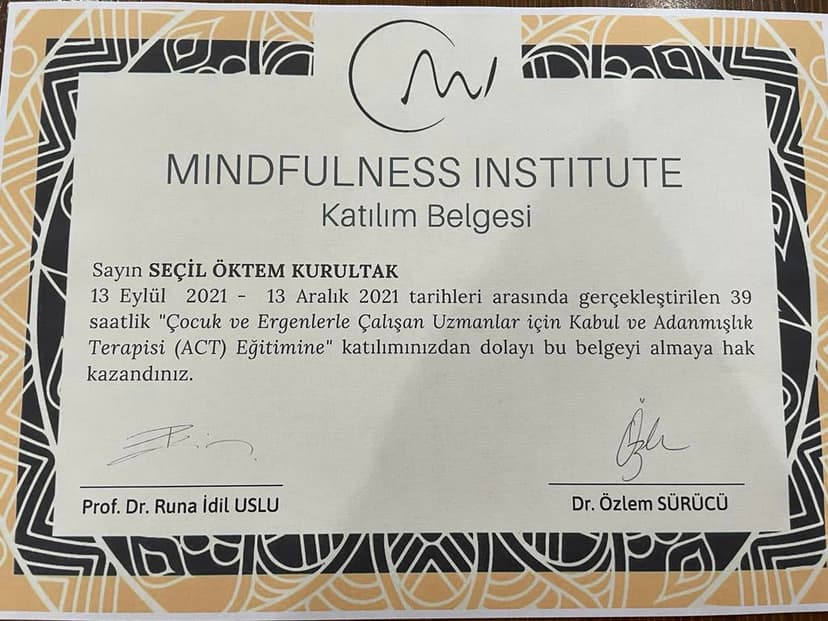 MINDFULNESS INSTITUTE
Katılım Belgesi
Sayın SEÇİL ÖKTEM KURULTAK
13 Eylül 2021 - 13 Aralık 2021 tarihleri arasında gerçekleştirilen 39
saatlik "Çocuk ve Ergenlerle Çalışan Uzmanlar için Kabul ve Adanmışlık
Terapisi (ACT) Eğitimine" katılımınızdan dolayı bu belgeyi almaya hak
kazandınız.
Prof. Dr. Runa İdil USLU
Dr. Özlem SÜRÜCÜ